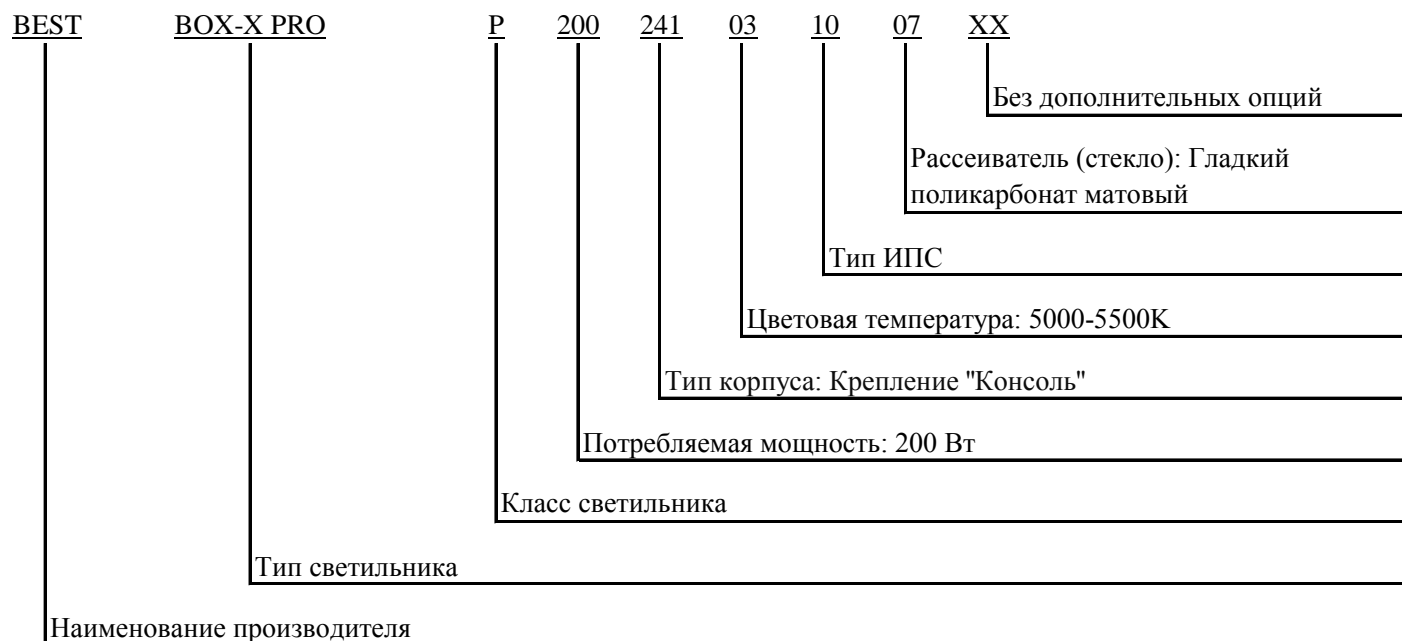 BEST BOX-X PRO P 200 241 03 10 07 XX
Без дополнительных опций
Рассеиватель (стекло): Гладкий
поликарбонат матовый
Тип ИПС
Цветовая температура: 5000-5500K
Тип корпуса: Крепление "Консоль"
Потребляемая мощность: 200 Вт
Класс светильника
Тип светильника
Наименование производителя